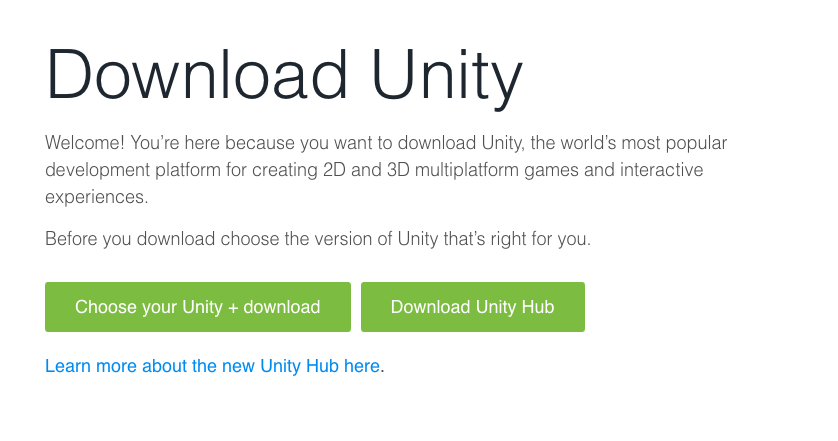 Download Unity
Welcome! You’re here because you want to download Unity, the world’s most popular
development platform for creating 2D and 3D multiplatform games and interactive
experiences.
Before you download choose the version of Unity that’s right for you.
Choose your Unity + download
Download Unity Hub
Learn more about the new Unity Hub here.